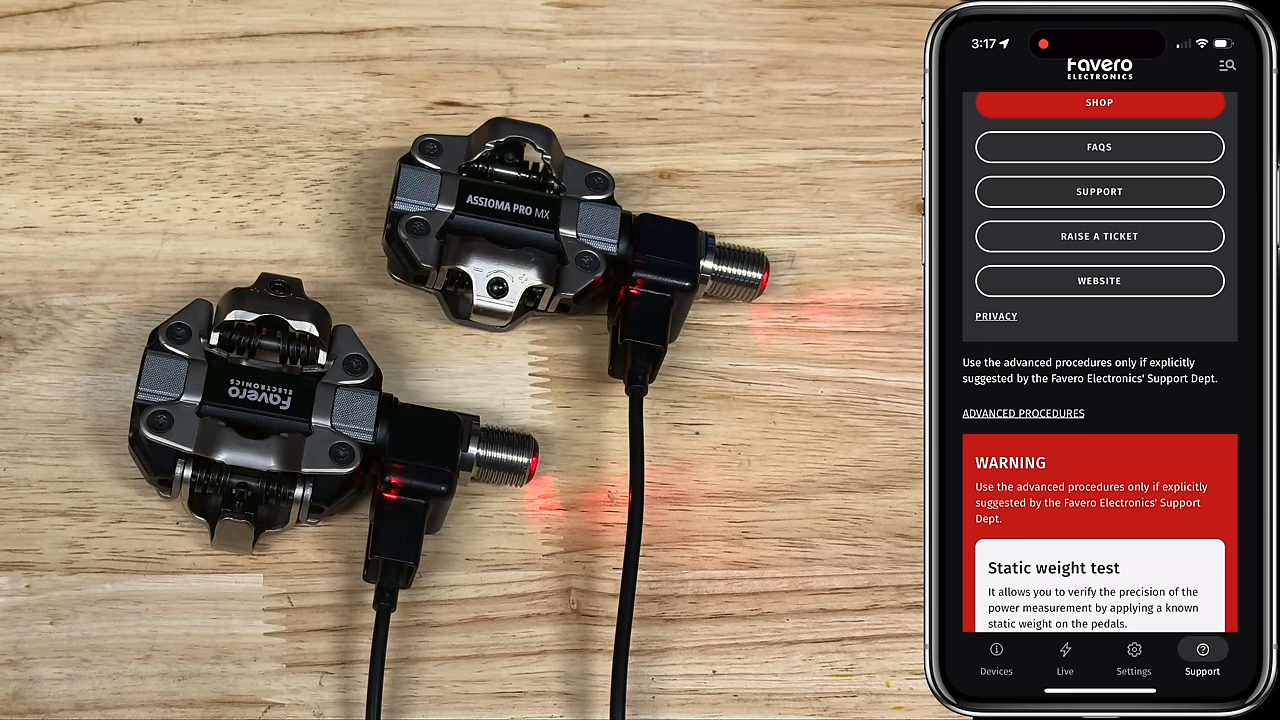 ASSIOMA PRO MX
Favero
ELECTRONICS
3:17
Favero
ELECTRONICS
SHOP
FAQS
SUPPORT
RAISE A TICKET
WEBSITE
PRIVACY
Use the advanced procedures only if explicitly
suggested by the Favero Electronics' Support Dept.
ADVANCED PROCEDURES
WARNING
Use the advanced procedures only if explicitly
suggested by the Favero Electronics' Support
Dept.
Static weight test
It allows you to verify the precision of the
power measurement by applying a known
static weight on the pedals.
Devices
Live
Settings
Support